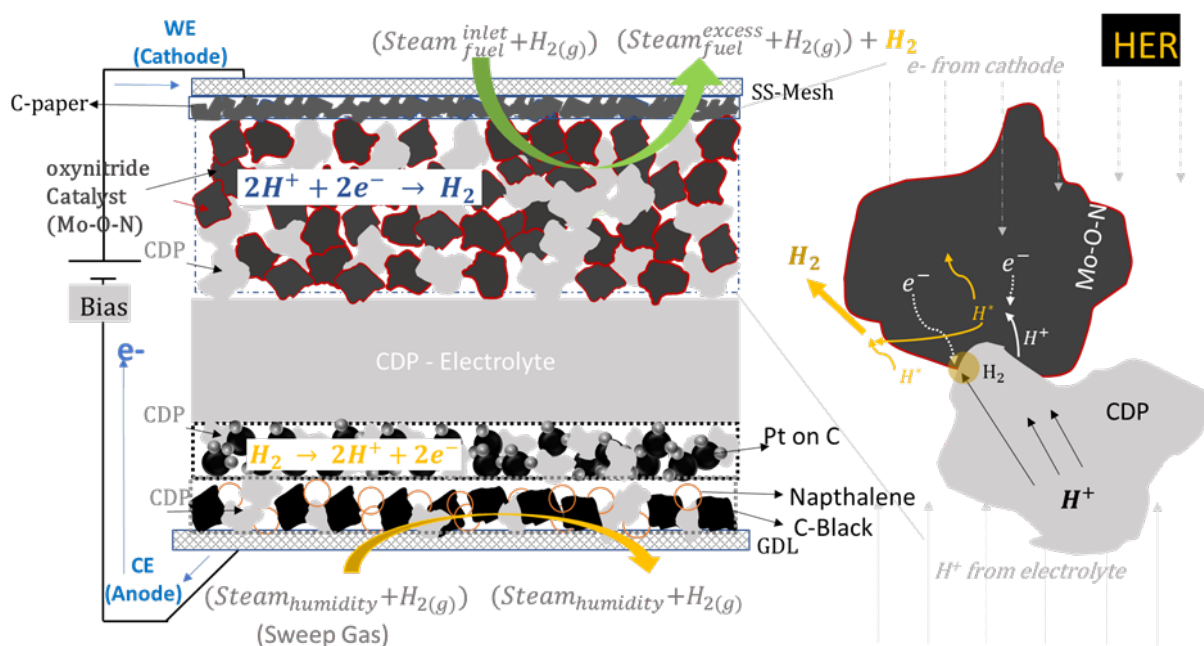 WE
(Cathode)
(Steam inlet fuel +H2(g))
(Steam excess fuel +H2(g)) + H2
HER
e- from cathode
SS-Mesh
C-paper
oxynitride
Catalyst
(Mo-O-N)
2H⁺ + 2e⁻ → H₂
CDP
Bias
e-
CDP - Electrolyte
CDP
H₂ → 2H⁺ + 2e⁻
Pt on C
CDP
Napthalene
C-Black
GDL
CE
(Anode)
(Steam humidity +H2(g))
(Steam humidity +H2(g)
(Sweep Gas)
Mo-O-N
H₂
e⁻
e⁻
H*
H⁺
H*
H₂
CDP
H⁺
H⁺ from electrolyte